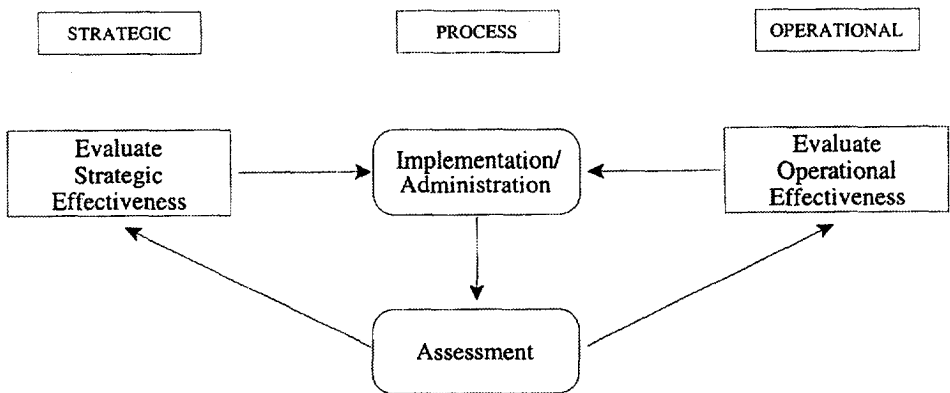 STRATEGIC
PROCESS
OPERATIONAL
Evaluate
Strategic
Effectiveness
Implementation/
Administration
Evaluate
Operational
Effectiveness
Assessment